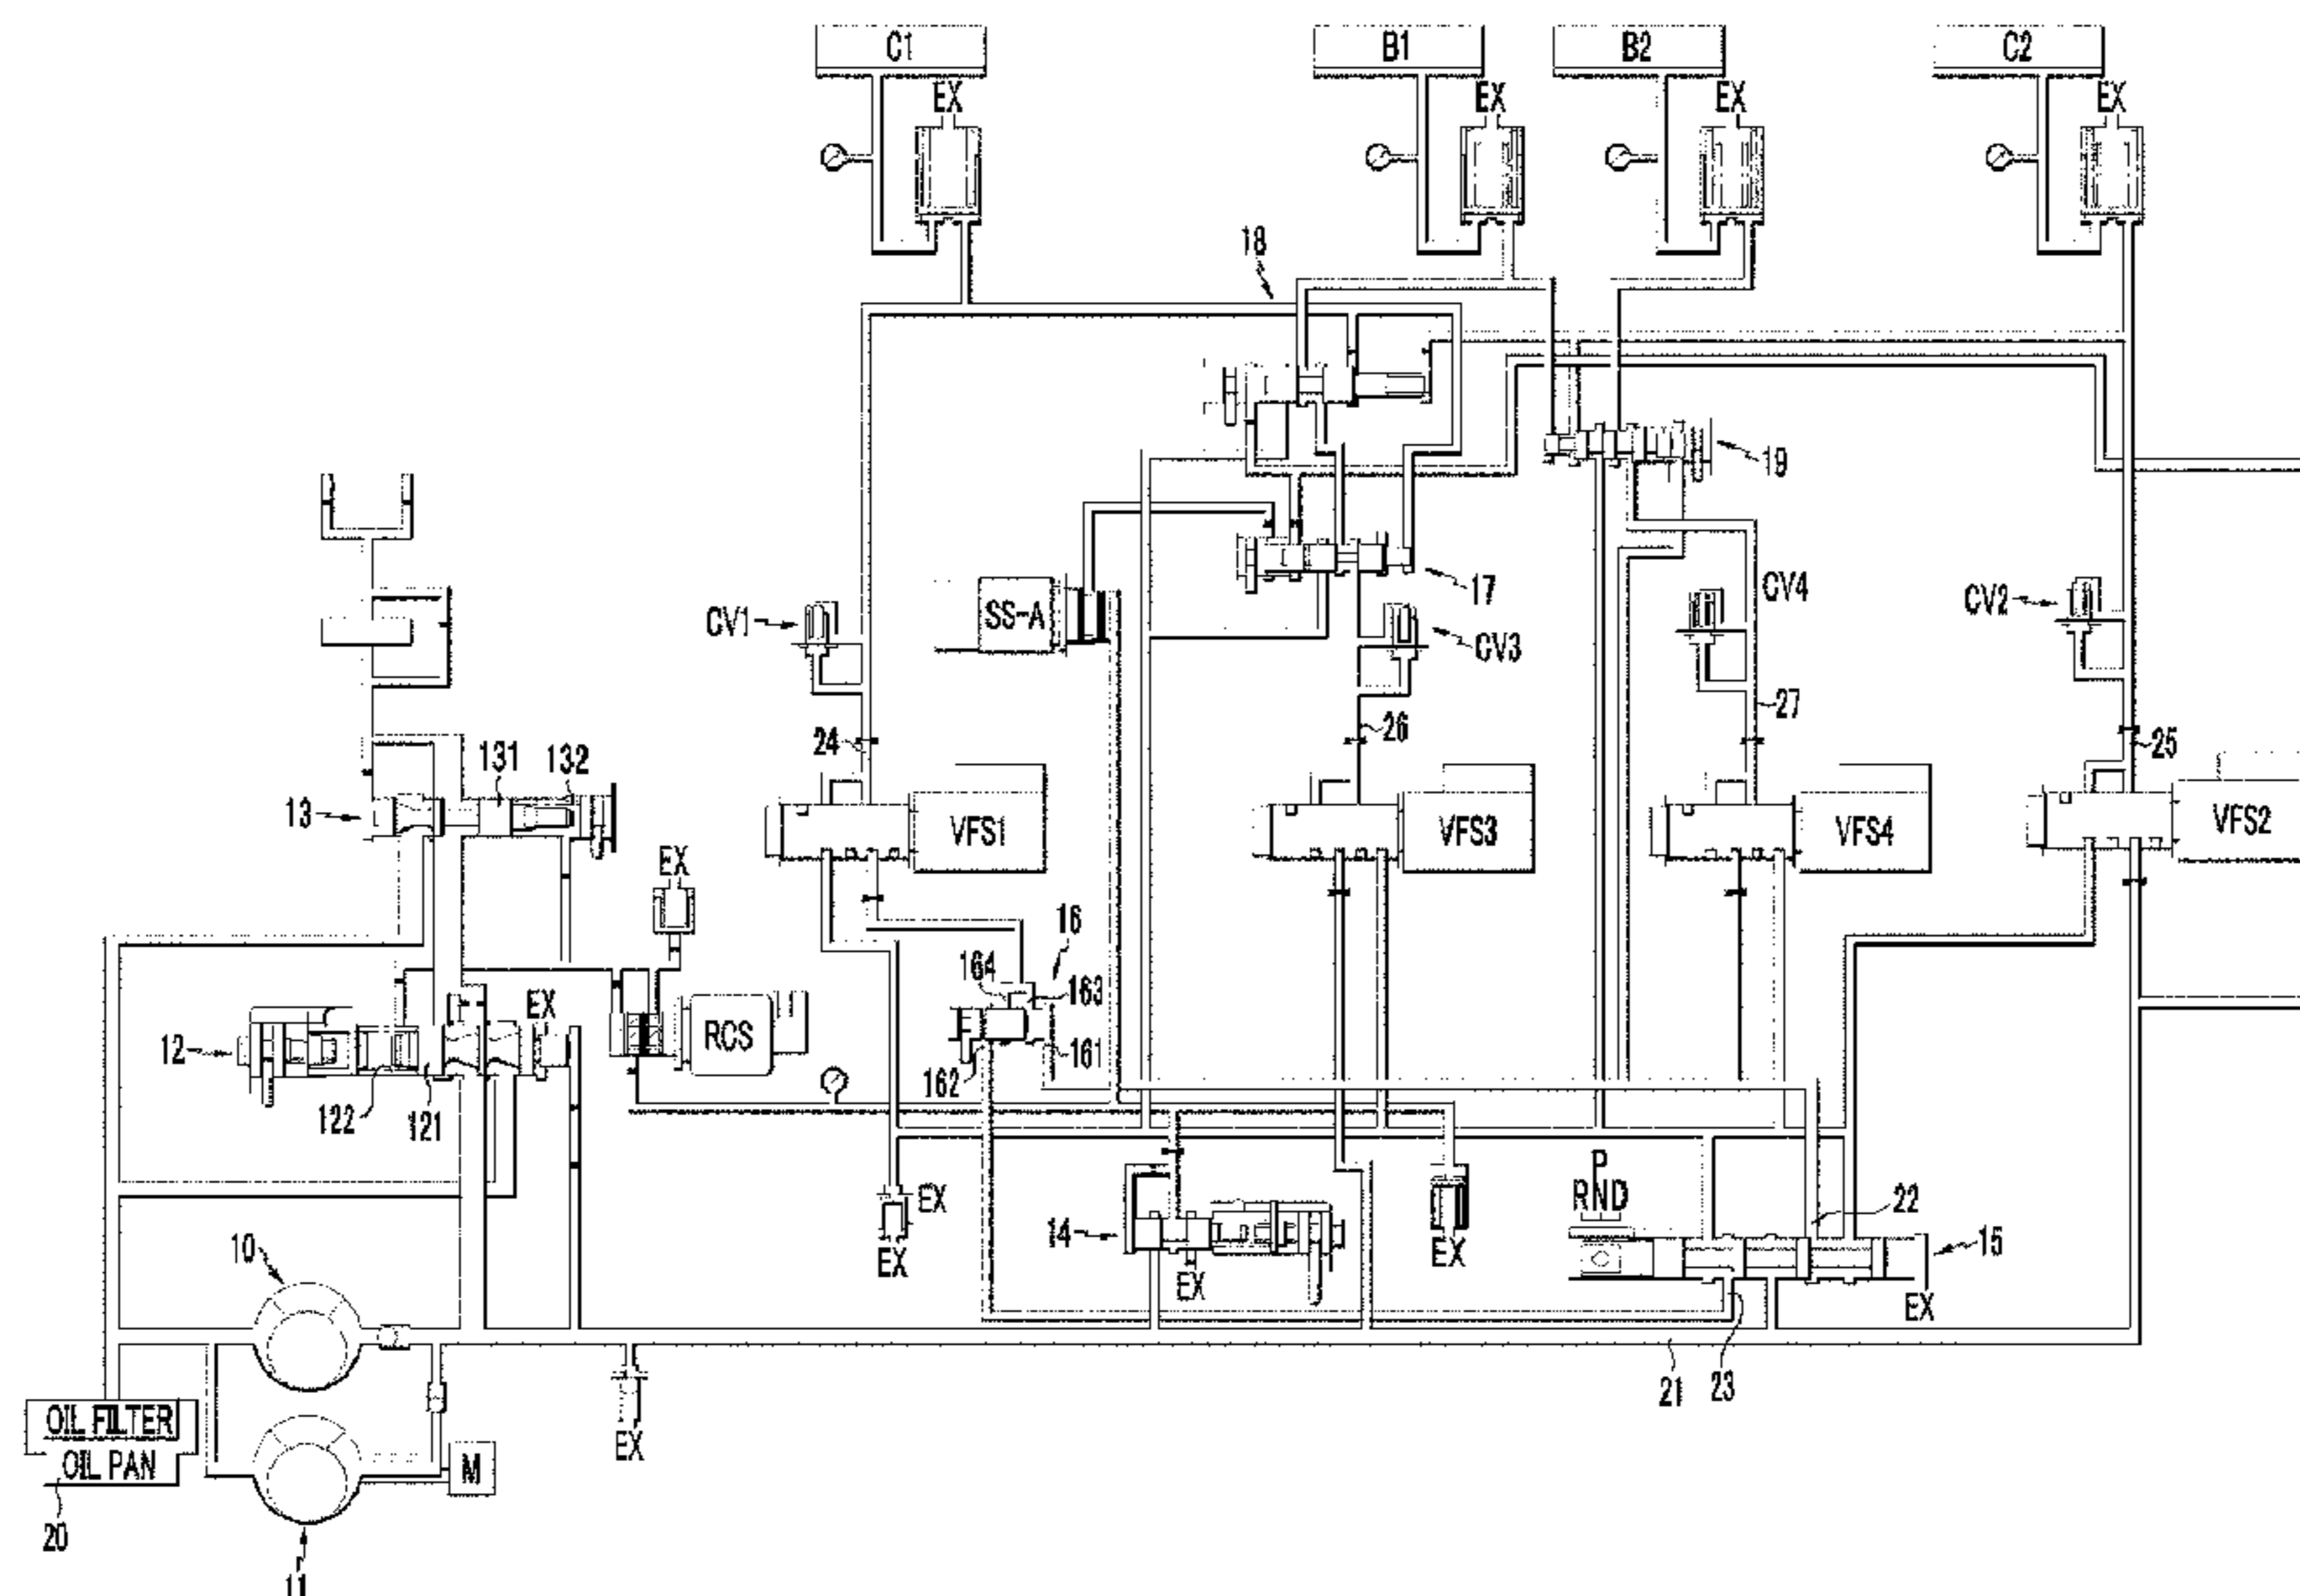 C1
B1
B2
C2
EX
EX
EX
EX
18
19
17
SS-A
CV1
CV3
CV4
CV2
24
26
27
25
131
132
13
VFS1
VFS3
VFS4
VFS2
EX
16
164
163
EX
12
RCS
161
162
122
121
P
RND
22
EX
14
15
10
EX
EX
EX
EX
21
23
OIL FILTER
OIL PAN
M
EX
20
11